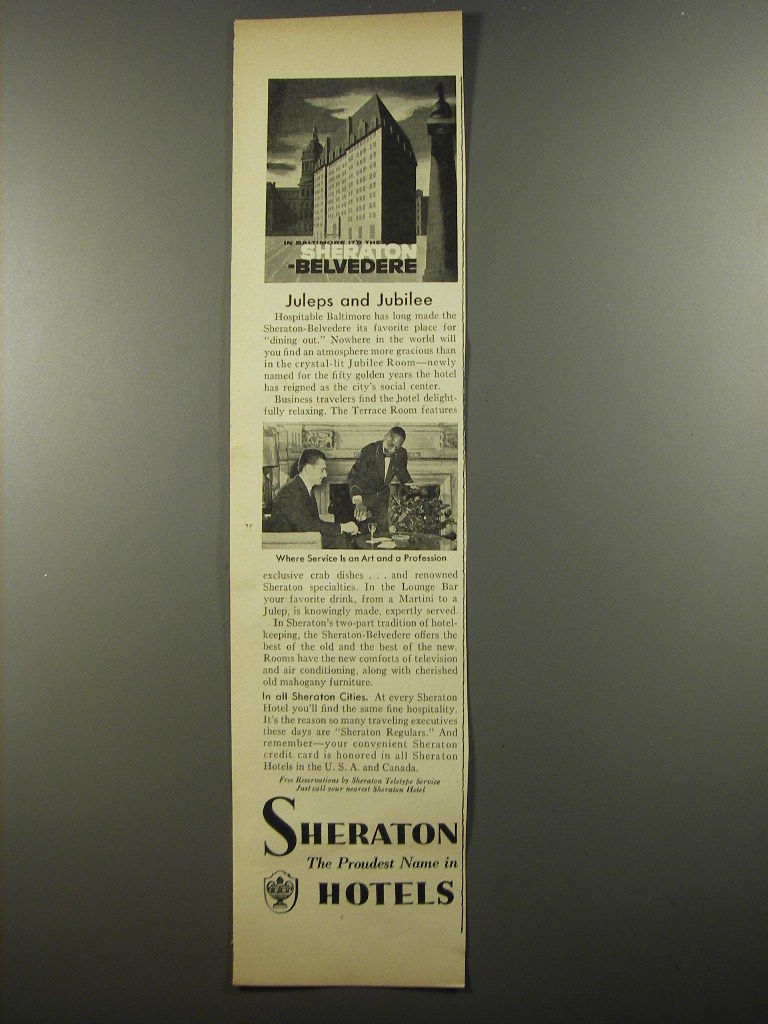 IN BALTIMORE IT'S THE
SHERATON
-BELVEDERE
Juleps and Jubilee
Hospitable Baltimore has long made the
Sheraton-Belvedere its favorite place for
"dining out." Nowhere in the world will
you find an atmosphere more gracious than
in the crystal-lit Jubilee Room—newly
named for the fifty golden years the hotel
has reigned as the city's social center.
Business travelers find the hotel delight-
fully relaxing. The Terrace Room features
Where Service Is an Art and a Profession
exclusive crab dishes . . . and renowned
Sheraton specialties. In the Lounge Bar
your favorite drink, from a Martini to a
Julep, is knowingly made, expertly served.
In Sheraton's two-part tradition of hotel-
keeping, the Sheraton-Belvedere offers the
best of the old and the best of the new.
Rooms have the new comforts of television
and air conditioning, along with cherished
old mahogany furniture.
In all Sheraton Cities. At every Sheraton
Hotel you'll find the same fine hospitality.
It's the reason so many traveling executives
these days are "Sheraton Regulars." And
remember—your convenient Sheraton
credit card is honored in all Sheraton
Hotels in the U. S. A. and Canada.
Free Reservations by Sheraton Teletype Service
Just call your nearest Sheraton Hotel
SHERATON
The Proudest Name in
HOTELS